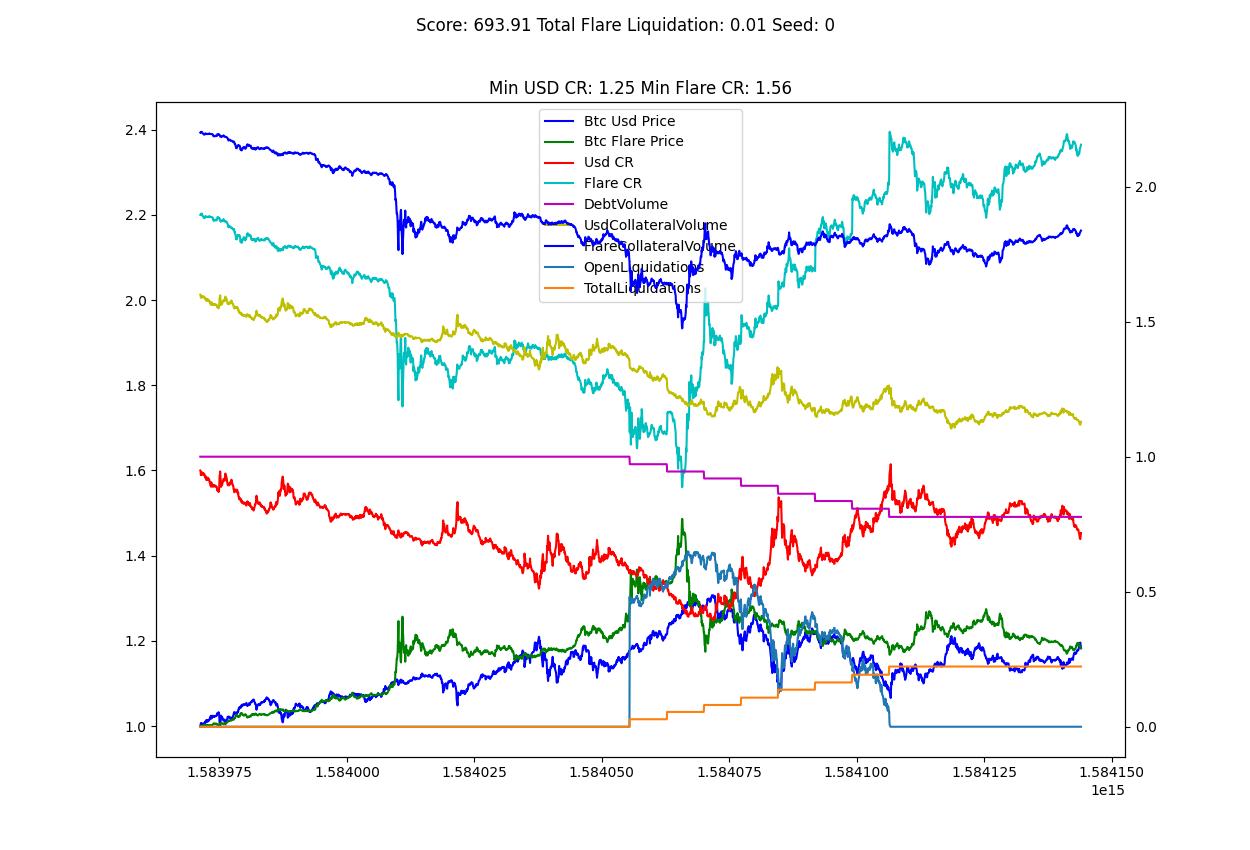 Score: 693.91 Total Flare Liquidation: 0.01 Seed: 0
Min USD CR: 1.25 Min Flare CR: 1.56
Btc Usd Price
Btc Flare Price
Usd CR
Flare CR
DebtVolume
UsdCollateralVolume
FlareCollateralVolume
OpenLiquidations
TotalLiquidations
2.4
2.2
2.0
1.8
1.6
1.4
1.2
1.0
2.0
1.5
1.0
0.5
0.0
1.583975
1.584000
1.584025
1.584050
1.584075
1.584100
1.584125
1.584150
1e15